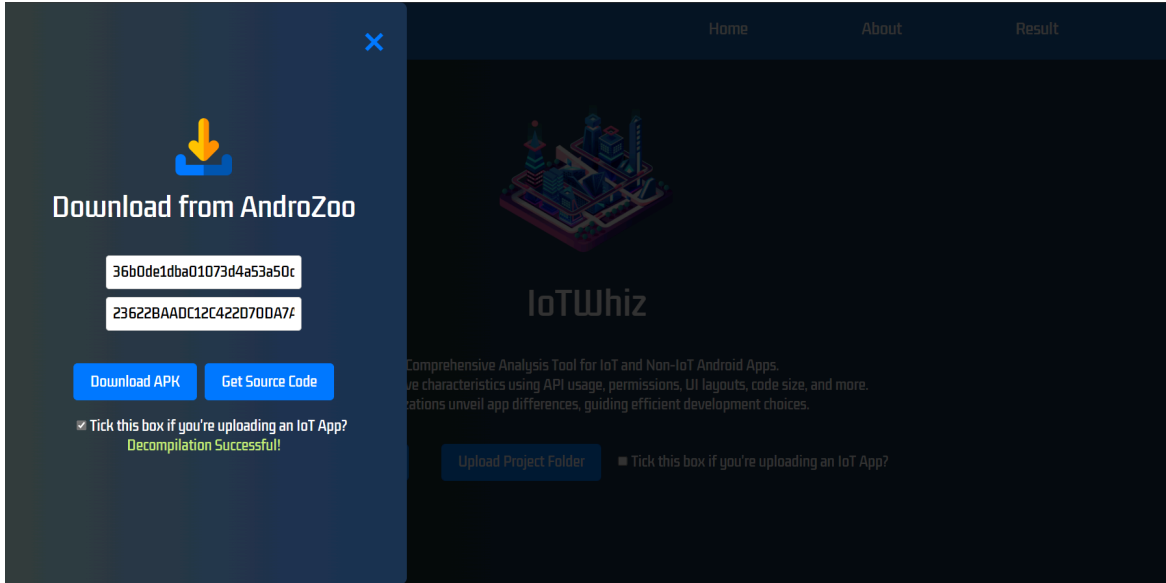 Home About Result
✕
Download from AndroZoo
36b0de1dba01073d4a53a50c
23622BAADC12C422D70DA7A
Download APK Get Source Code
Tick this box if you're uploading an IoT App?
Decompilation Successful!
IoTWhiz
Comprehensive Analysis Tool for IoT and Non-IoT Android Apps.
characteristics using API usage, permissions, UI layouts, code size, and more.
unveil app differences, guiding efficient development choices.
Upload Project Folder Tick this box if you're uploading an IoT App?